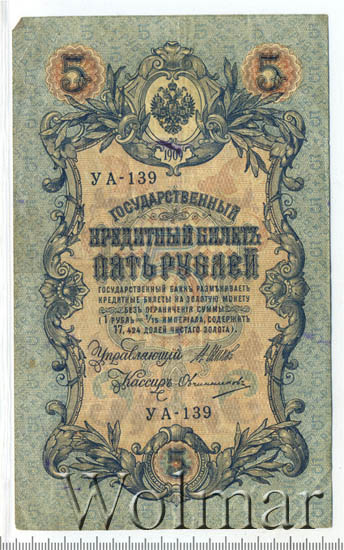 5 5
1909
УА-139
ГОСУДАРСТВЕННЫЙ
КРЕДИТНЫЙ БИЛЕТЪ
ПЯТЬ РУБЛЕЙ
ГОСУДАРСТВЕННЫЙ БАНКЪ РАЗМѢНИВАЕТЪ
КРЕДИТНЫЕ БИЛЕТЫ НА ЗОЛОТУЮ МОНЕТУ
БЕЗЪ ОГРАНИЧЕНІЯ СУММЫ
(1 РУБЛЬ = 1/15 ИМПЕРІАЛА, СОДЕРЖИТЪ
17,424 ДОЛЕЙ ЧИСТАГО ЗОЛОТА).
Управляющій И. Шипов
Кассиръ Овчинников
УА-139
5
Wolmar